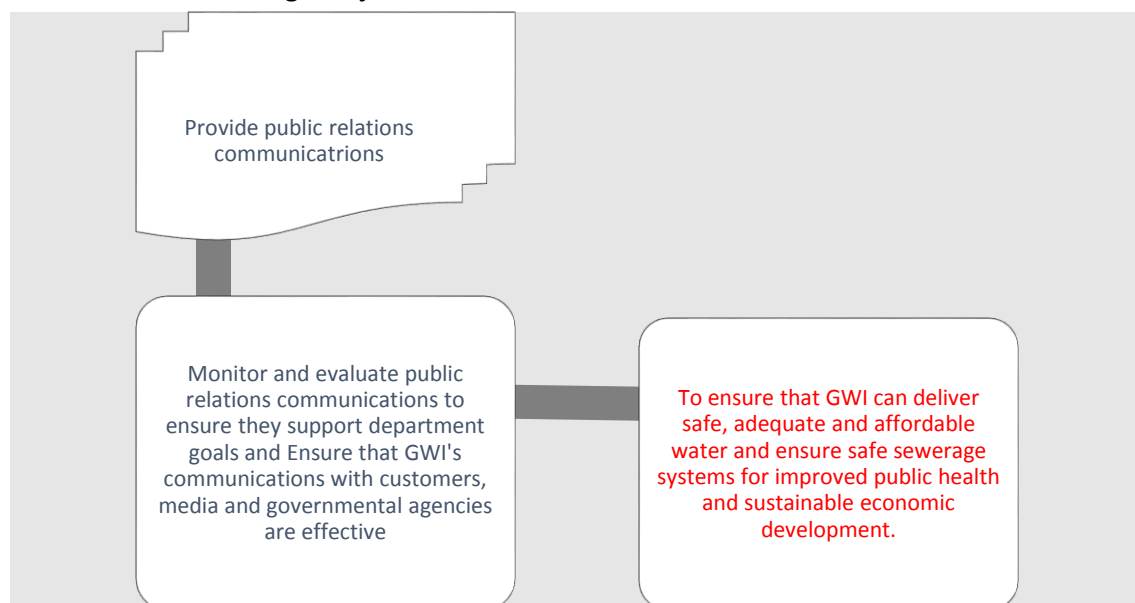 Provide public relations
communicatrions
Monitor and evaluate public
relations communications to
ensure they support department
goals and Ensure that GWI's
communications with customers,
media and governmental agencies
are effective
To ensure that GWI can deliver
safe, adequate and affordable
water and ensure safe sewerage
systems for improved public health
and sustainable economic
development.